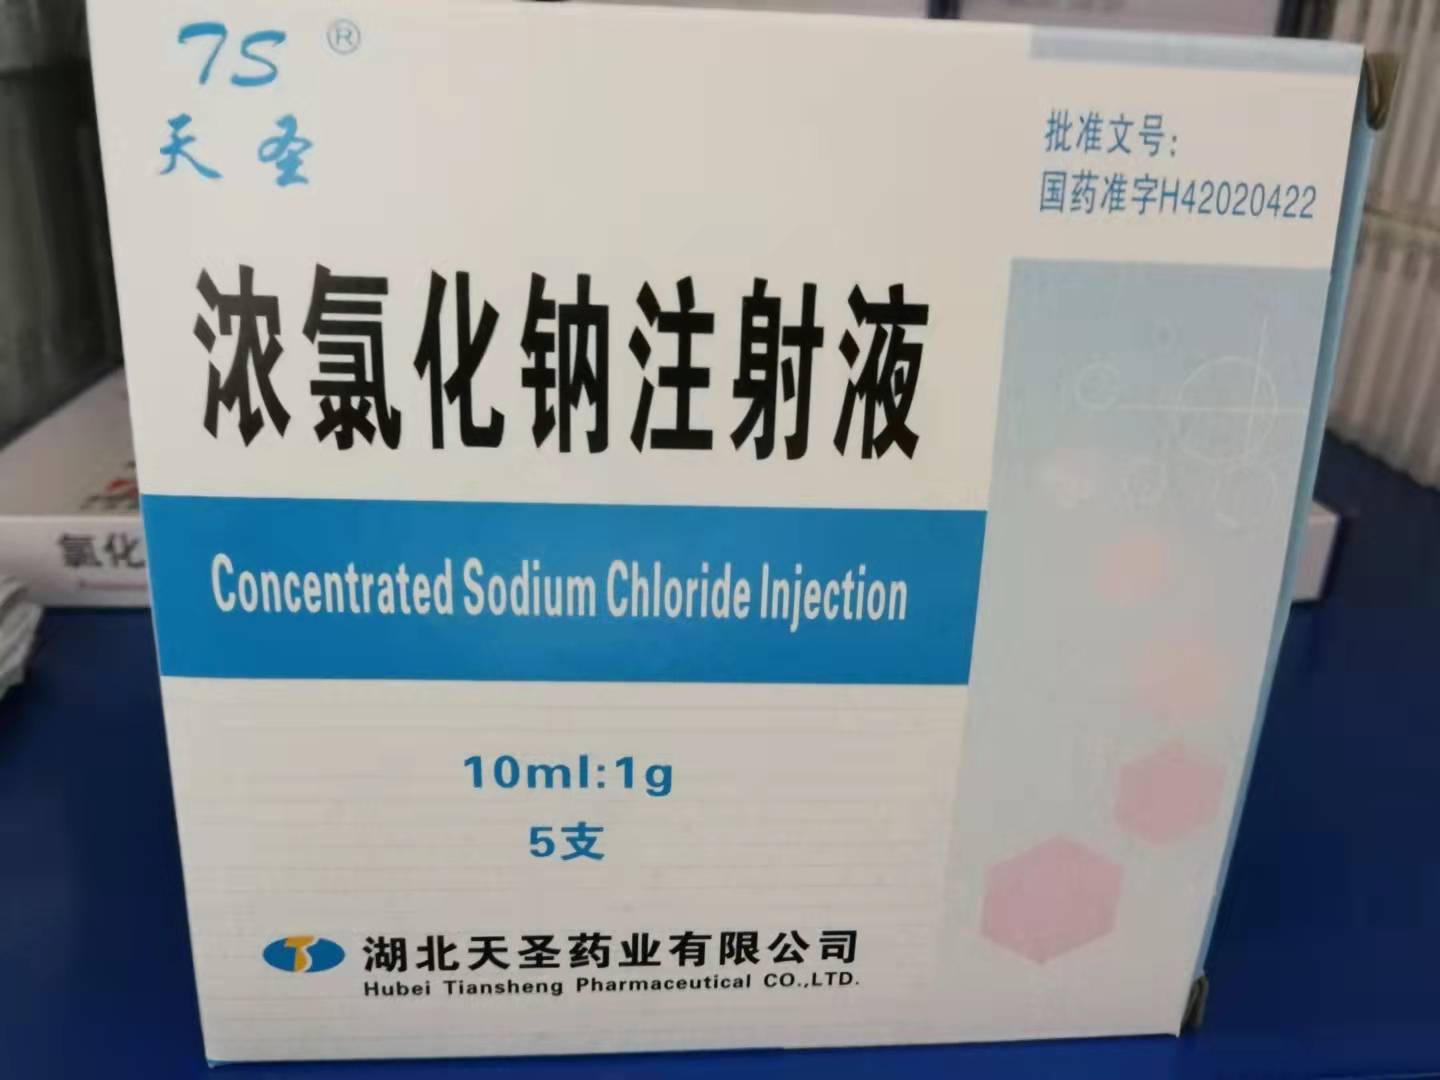 TS®
天圣
批准文号:
国药准字H42020422
浓氯化钠注射液
Concentrated Sodium Chloride Injection
10ml:1g
5支
湖北天圣药业有限公司
Hubei Tiansheng Pharmaceutical CO.,LTD.
氯化